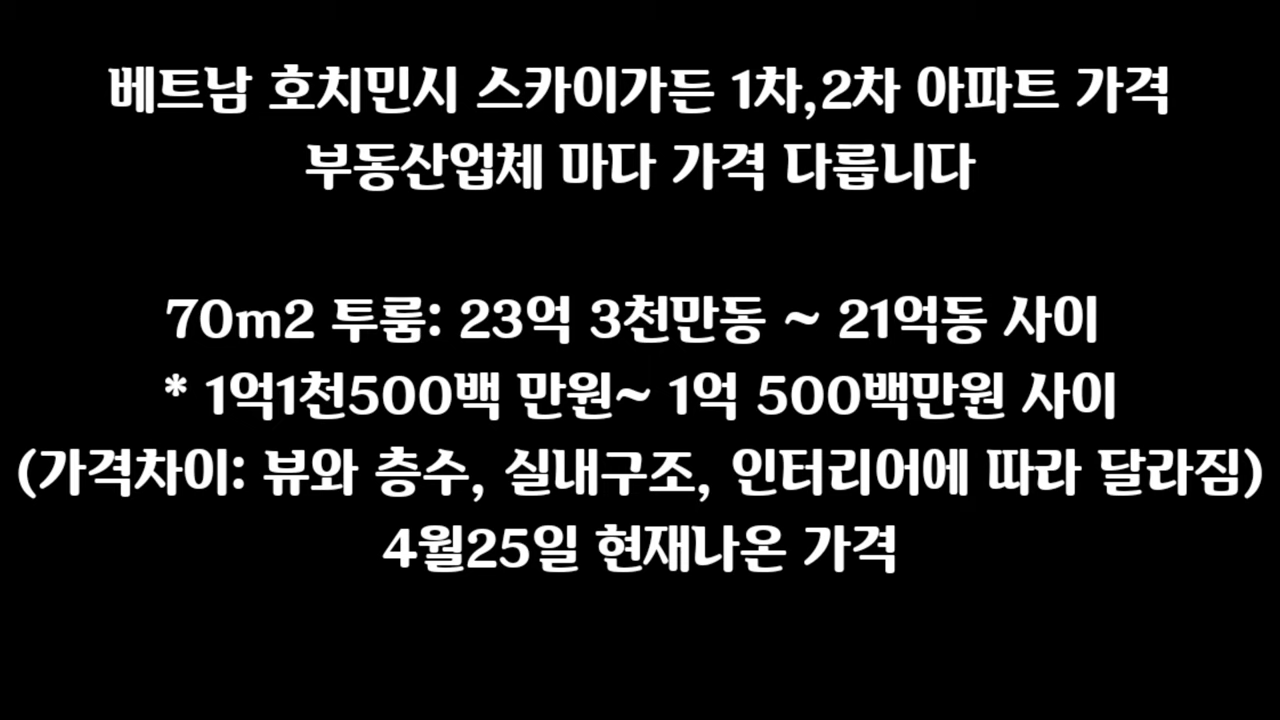 베트남 호치민시 스카이가든 1차,2차 아파트 가격
부동산업체 마다 가격 다릅니다
70m2 투룸: 23억 3천만동 ~ 21억동 사이
* 1억1천500백 만원~ 1억 500백만원 사이
(가격차이: 뷰와 층수, 실내구조, 인터리어에 따라 달라짐)
4월25일 현재나온 가격